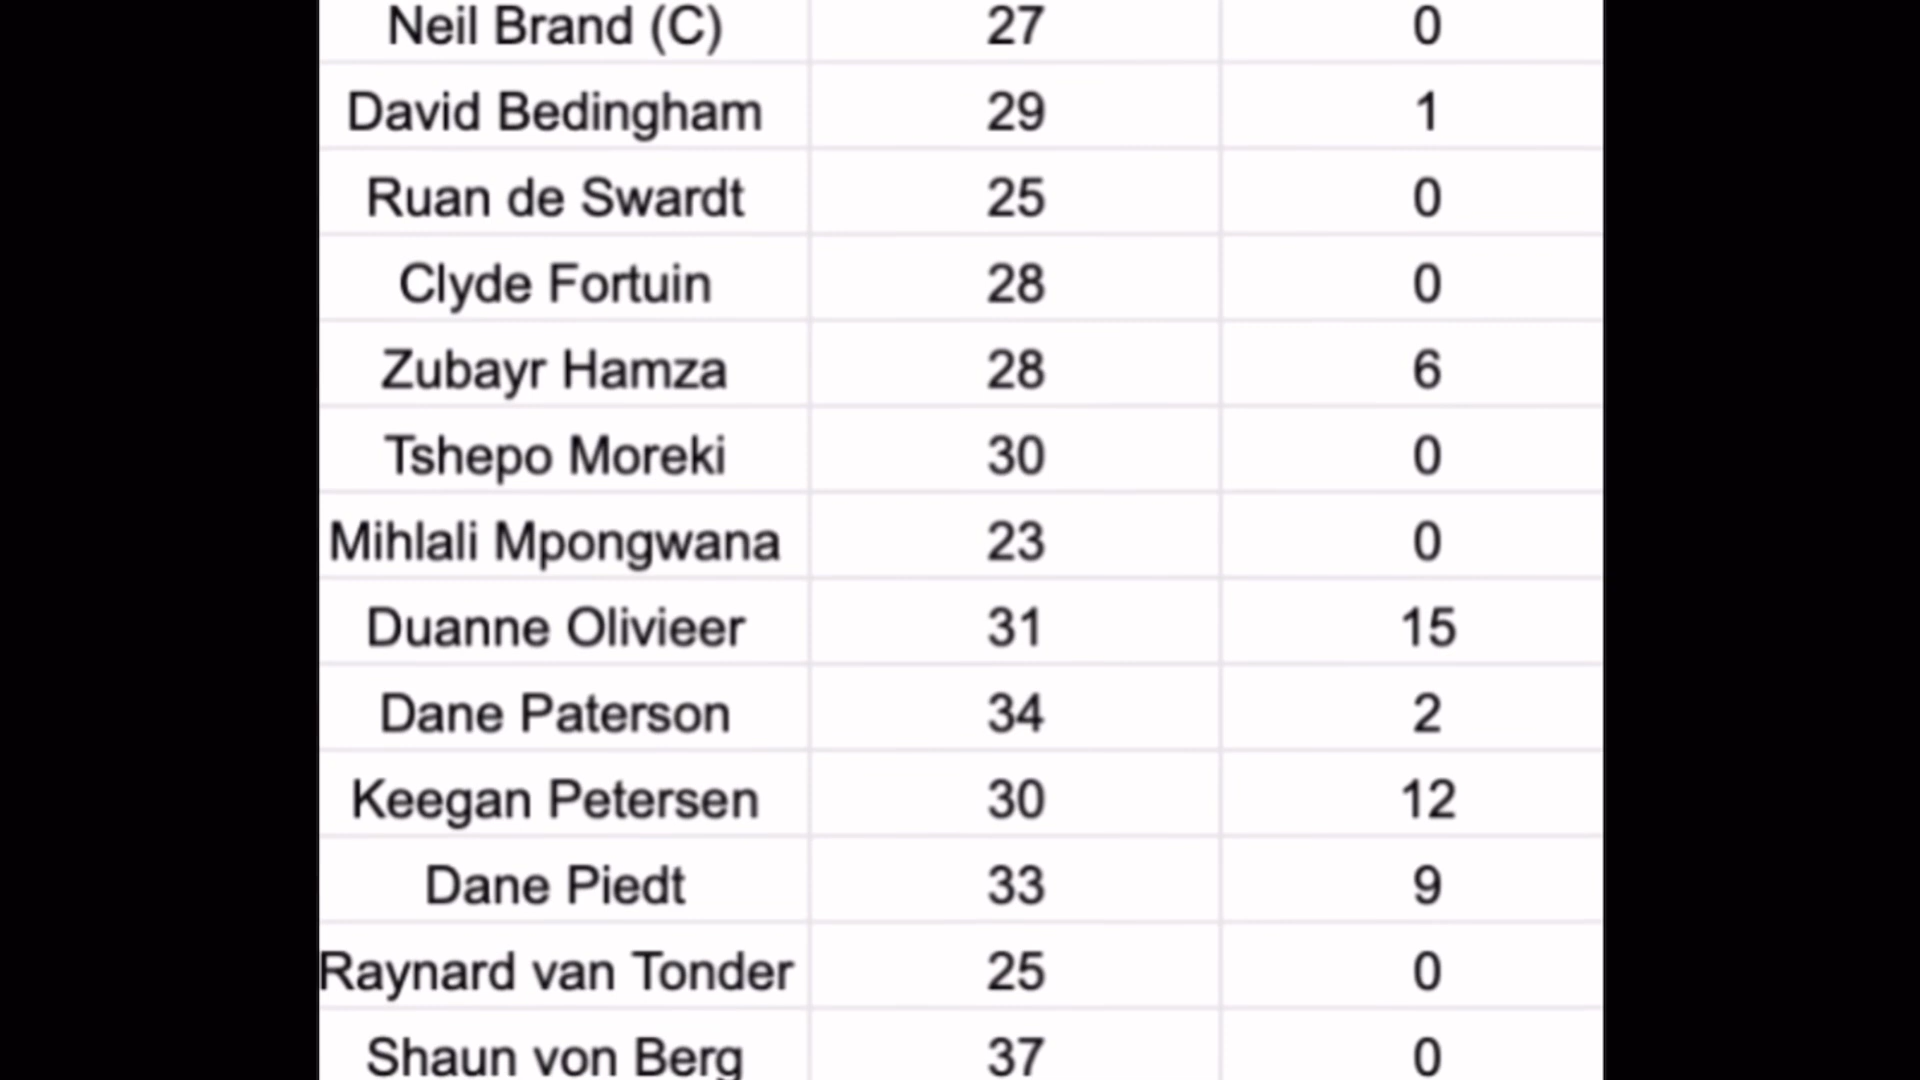 Neil Brand (C) 27 0
David Bedingham 29 1
Ruan de Swardt 25 0
Clyde Fortuin 28 0
Zubayr Hamza 28 6
Tshepo Moreki 30 0
Mihlali Mpongwana 23 0
Duanne Olivieer 31 15
Dane Paterson 34 2
Keegan Petersen 30 12
Dane Piedt 33 9
Raynard van Tonder 25 0
Shaun von Berg 37 0